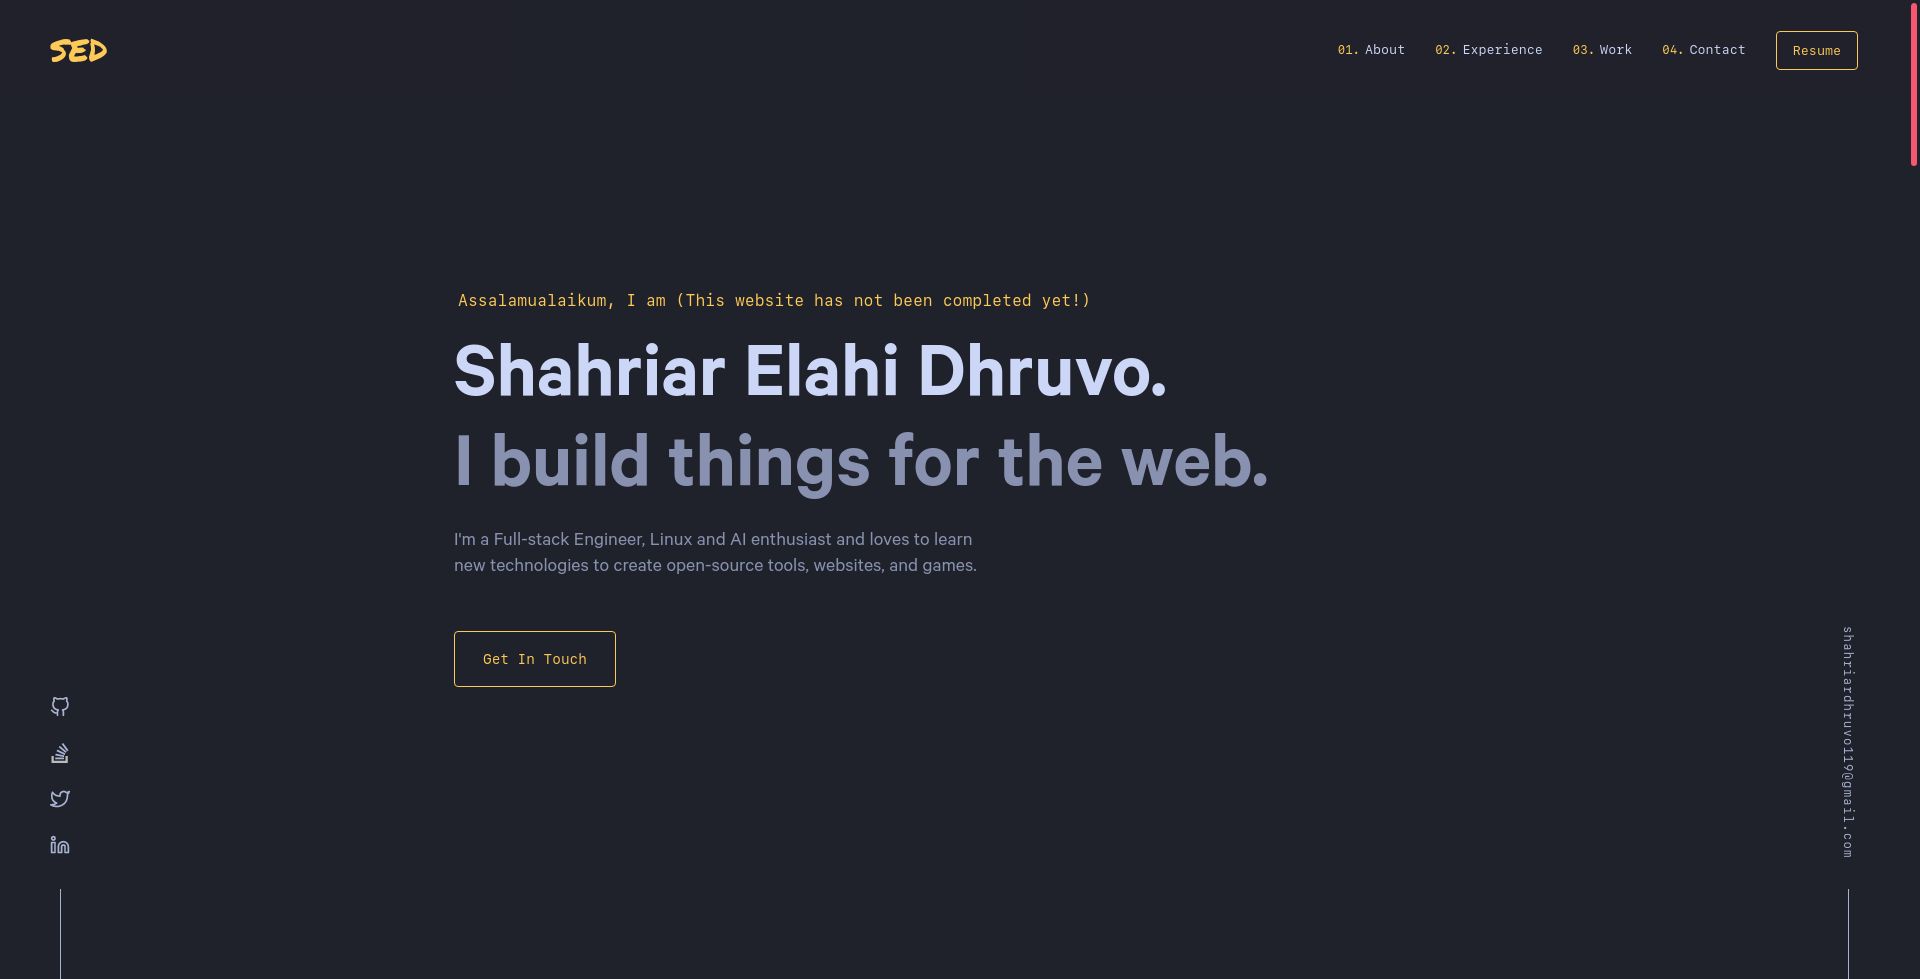 SED
01. About
02. Experience
03. Work
04. Contact
Resume
Assalamualaikum, I am (This website has not been completed yet!)
Shahriar Elahi Dhruvo.
I build things for the web.
I'm a Full-stack Engineer, Linux and AI enthusiast and loves to learn
new technologies to create open-source tools, websites, and games.
Get In Touch
shahriardhruvo119@gmail.com